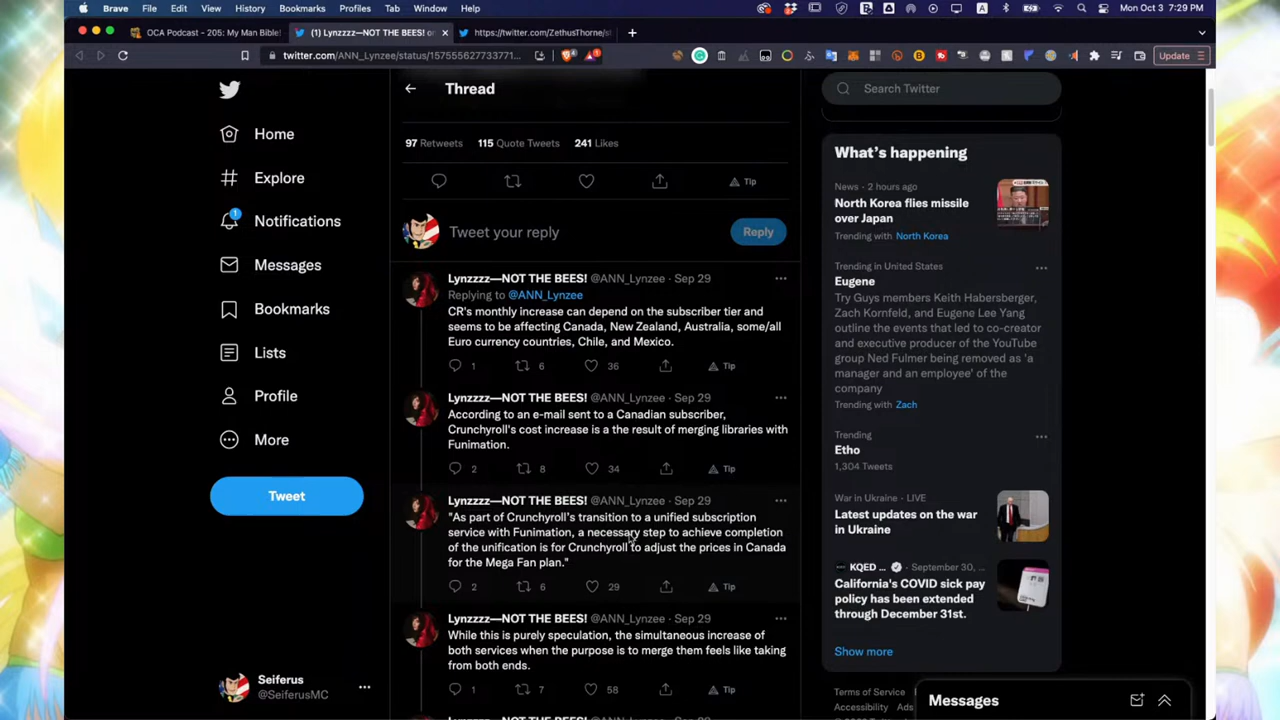 Brave File Edit View History Bookmarks Profiles Tab Window Help
Mon Oct 3 7:29 PM
OCA Podcast - 205: My Man Bible!
(1) Lynzzzz—NOT THE BEES! on
https://twitter.com/ZethusThorne/st
twitter.com/ANN_Lynzee/status/1575555627733771...
Update
Thread
Search Twitter
Home
Explore
1
Notifications
Messages
Bookmarks
Lists
Profile
More
Tweet
Seiferus
@SeiferusMC
97 Retweets 115 Quote Tweets 241 Likes
Tip
Tweet your reply
Reply
Lynzzzz—NOT THE BEES! @ANN_Lynzee · Sep 29
Replying to @ANN_Lynzee
CR's monthly increase can depend on the subscriber tier and
seems to be affecting Canada, New Zealand, Australia, some/all
Euro currency countries, Chile, and Mexico.
1 6 36 Tip
Lynzzzz—NOT THE BEES! @ANN_Lynzee · Sep 29
According to an e-mail sent to a Canadian subscriber,
Crunchyroll's cost increase is a the result of merging libraries with
Funimation.
2 8 34 Tip
Lynzzzz—NOT THE BEES! @ANN_Lynzee · Sep 29
"As part of Crunchyroll's transition to a unified subscription
service with Funimation, a necessary step to achieve completion
of the unification is for Crunchyroll to adjust the prices in Canada
for the Mega Fan plan."
2 6 29 Tip
Lynzzzz—NOT THE BEES! @ANN_Lynzee · Sep 29
While this is purely speculation, the simultaneous increase of
both services when the purpose is to merge them feels like taking
from both ends.
1 7 58 Tip
What's happening
News · 2 hours ago
North Korea flies missile
over Japan
Trending with North Korea
Trending in United States
Eugene
Try Guys members Keith Habersberger,
Zach Kornfeld, and Eugene Lee Yang
outline the events that led to co-creator
and executive producer of the YouTube
group Ned Fulmer being removed as 'a
manager and an employee' of the
company
Trending with Zach
Trending
Etho
1,304 Tweets
War in Ukraine · LIVE
Latest updates on the war
in Ukraine
KQED ... · September 30, ...
California's COVID sick pay
policy has been extended
through December 31st.
Show more
Terms of Service
Accessibility Ads
Messages